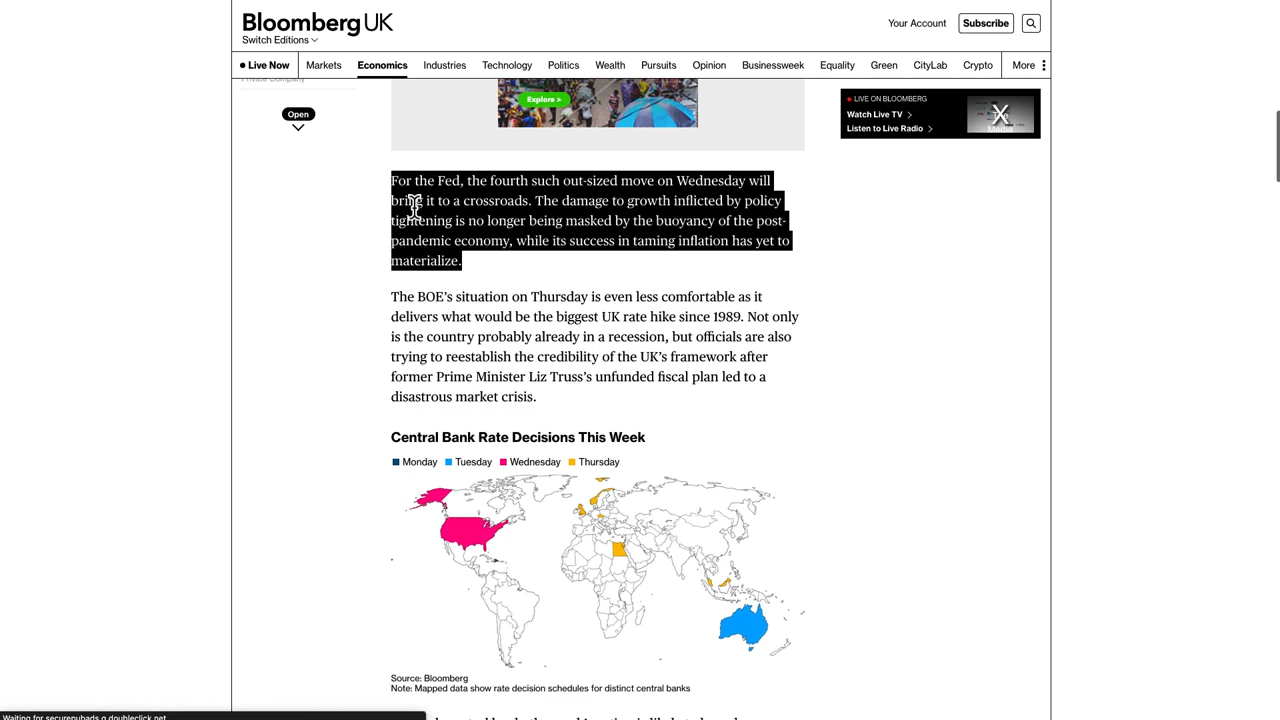 Bloomberg UK
Switch Editions
Your Account
Subscribe
Live Now
Markets
Economics
Industries
Technology
Politics
Wealth
Pursuits
Opinion
Businessweek
Equality
Green
CityLab
Crypto
More
Private Company
Open
Explore >
LIVE ON BLOOMBERG
Watch Live TV >
Listen to Live Radio >
For the Fed, the fourth such out-sized move on Wednesday will
bring it to a crossroads. The damage to growth inflicted by policy
tightening is no longer being masked by the buoyancy of the post-
pandemic economy, while its success in taming inflation has yet to
materialize.
The BOE’s situation on Thursday is even less comfortable as it
delivers what would be the biggest UK rate hike since 1989. Not only
is the country probably already in a recession, but officials are also
trying to reestablish the credibility of the UK’s framework after
former Prime Minister Liz Truss’s unfunded fiscal plan led to a
disastrous market crisis.
Central Bank Rate Decisions This Week
Monday Tuesday Wednesday Thursday
Source: Bloomberg
Note: Mapped data show rate decision schedules for distinct central banks
Waiting for securepubads.g.doubleclick.net